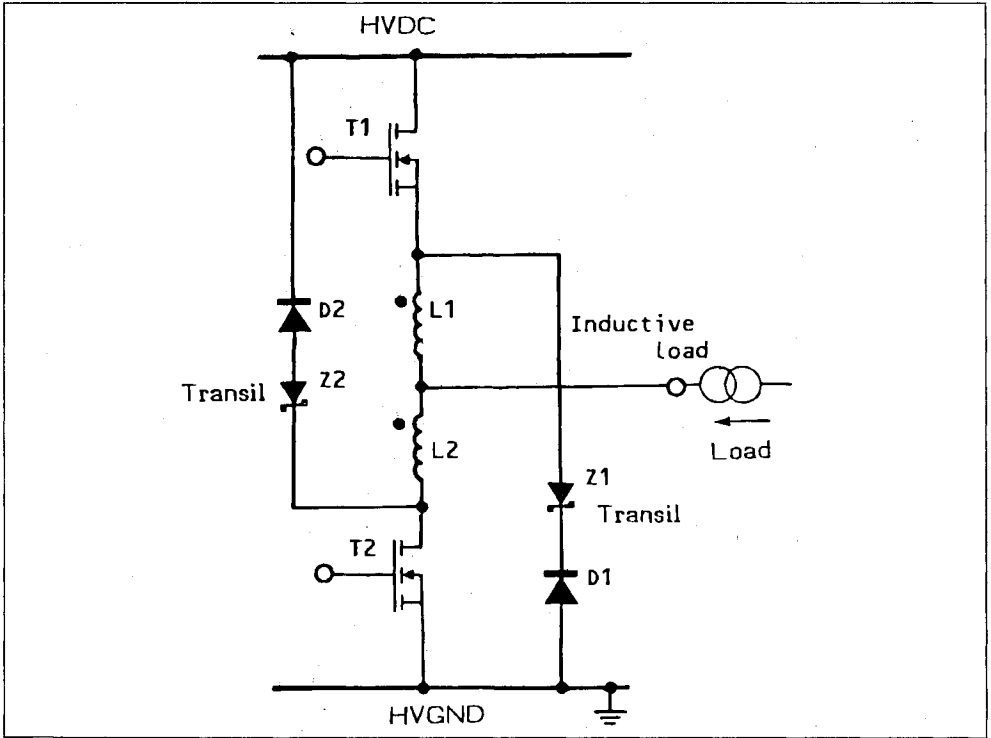 HVDC
T1
D2
L1
Inductive
load
Transil
Z2
L2
Load
Z1
Transil
T2
D1
HVGND